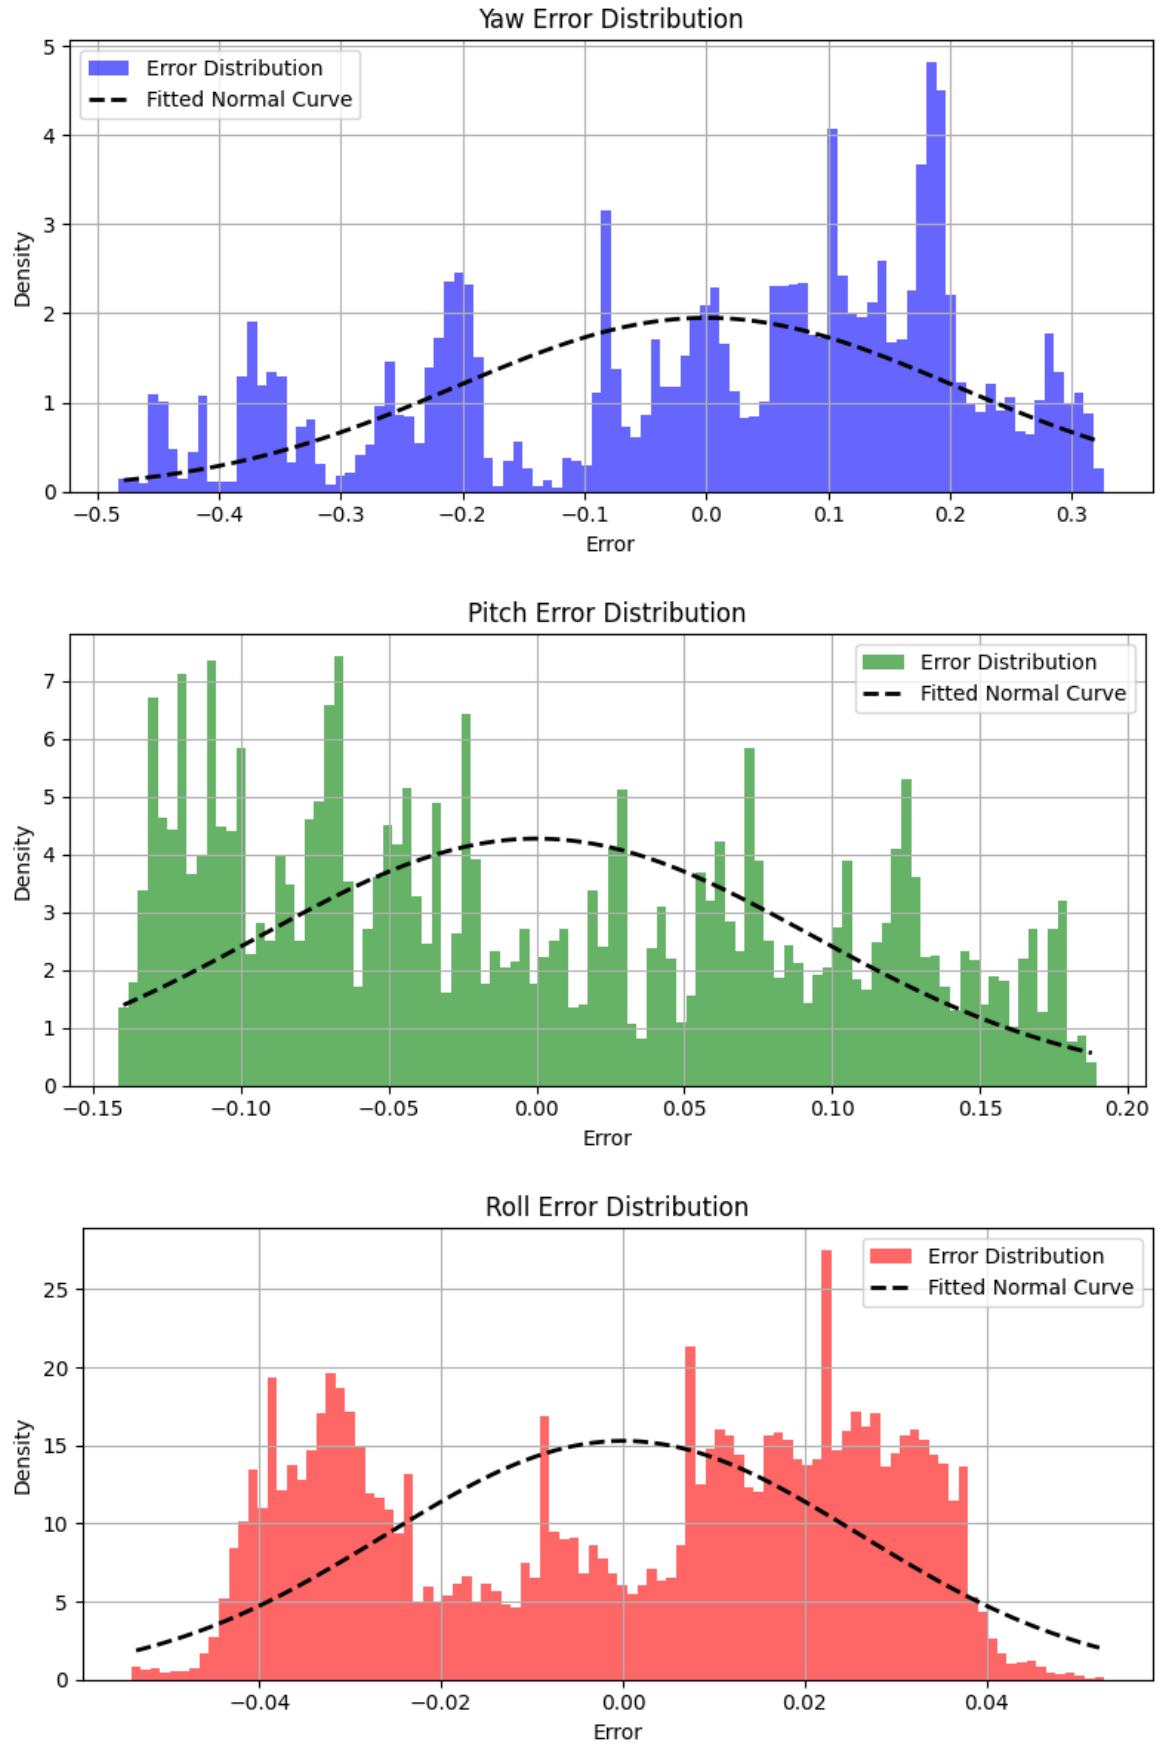 Yaw Error Distribution
Error Distribution
Fitted Normal Curve
Density
5
4
3
2
1
0
−0.5 −0.4 −0.3 −0.2 −0.1 0.0 0.1 0.2 0.3
Error
Pitch Error Distribution
Error Distribution
Fitted Normal Curve
Density
7
6
5
4
3
2
1
0
−0.15 −0.10 −0.05 0.00 0.05 0.10 0.15 0.20
Error
Roll Error Distribution
Error Distribution
Fitted Normal Curve
Density
25
20
15
10
5
0
−0.04 −0.02 0.00 0.02 0.04
Error